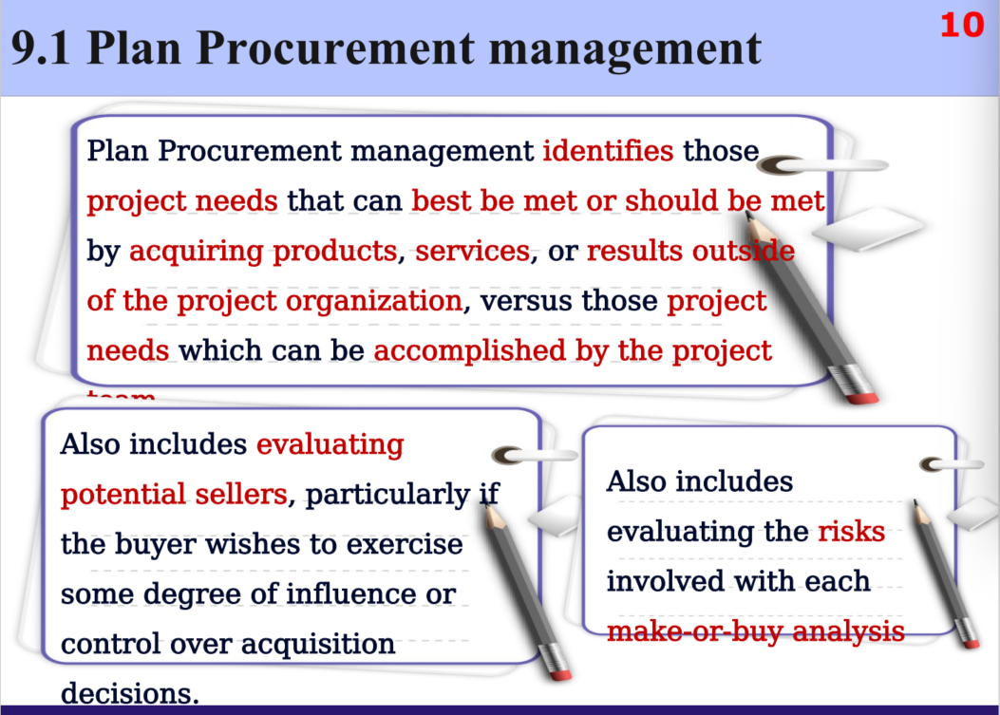 10
9.1 Plan Procurement management
Plan Procurement management identifies those
project needs that can best be met or should be met
by acquiring products, services, or results outside
of the project organization, versus those project
needs which can be accomplished by the project
team
Also includes evaluating
potential sellers, particularly if
the buyer wishes to exercise
some degree of influence or
control over acquisition
decisions.
Also includes
evaluating the risks
involved with each
make-or-buy analysis